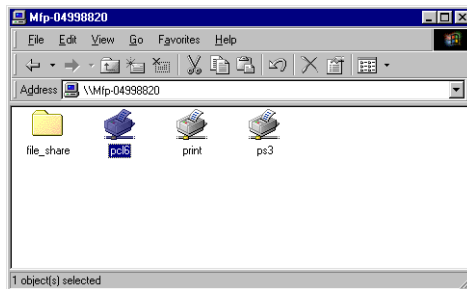 Mfp-04998820
File Edit View Go Favorites Help
Address \\Mfp-04998820
file_share pcl6 print ps3
1 object(s) selected